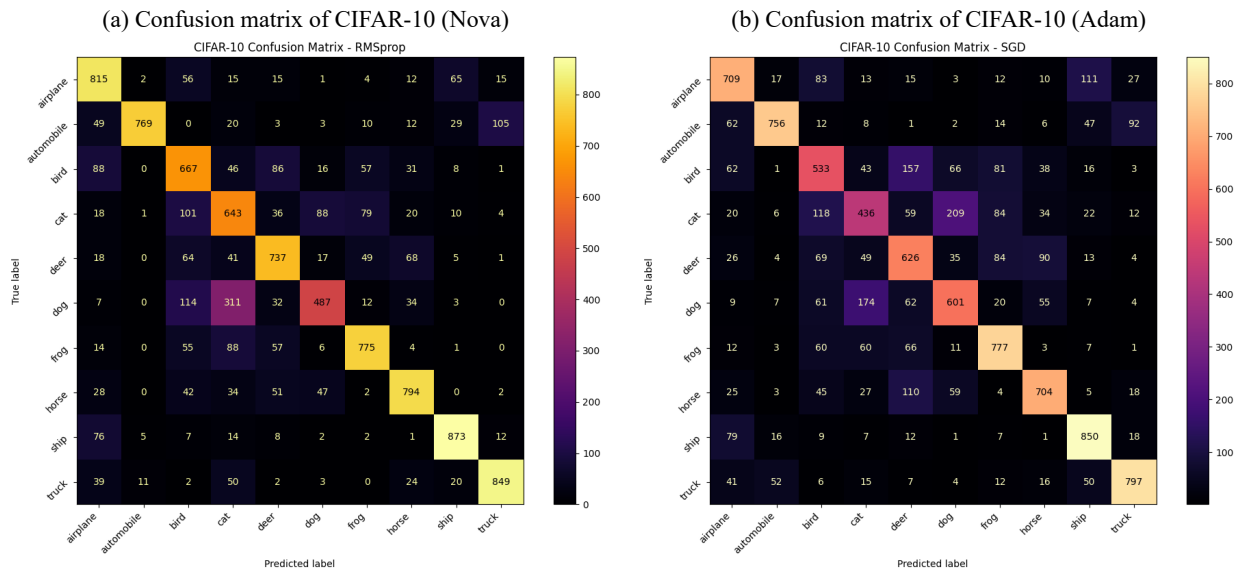 (a) Confusion matrix of CIFAR-10 (Nova)
(b) Confusion matrix of CIFAR-10 (Adam)
CIFAR-10 Confusion Matrix - RMSprop
airplane 815 2 56 15 15 1 4 12 65 15
automobile 49 769 0 20 3 3 10 12 29 105
bird 88 0 667 46 86 16 57 31 8 1
cat 18 1 101 643 36 88 79 20 10 4
deer 18 0 64 41 737 17 49 68 5 1
dog 7 0 114 311 32 487 12 34 3 0
frog 14 0 55 88 57 6 775 4 1 0
horse 28 0 42 34 51 47 2 794 0 2
ship 76 5 7 14 8 2 2 1 873 12
truck 39 11 2 50 2 3 0 24 20 849
True label
airplane automobile bird cat deer dog frog horse ship truck
Predicted label
800
700
600
500
400
300
200
100
0
CIFAR-10 Confusion Matrix - SGD
airplane 709 17 83 13 15 3 12 10 111 27
automobile 62 756 12 8 1 2 14 6 47 92
bird 62 1 533 43 157 66 81 38 16 3
cat 20 6 118 436 59 209 84 34 22 12
deer 26 4 69 49 626 35 84 90 13 4
dog 9 7 61 174 62 601 20 55 7 4
frog 12 3 60 60 66 11 777 3 7 1
horse 25 3 45 27 110 59 4 704 5 18
ship 79 16 9 7 12 1 7 1 850 18
truck 41 52 6 15 7 4 12 16 50 797
True label
airplane automobile bird cat deer dog frog horse ship truck
Predicted label
800
700
600
500
400
300
200
100